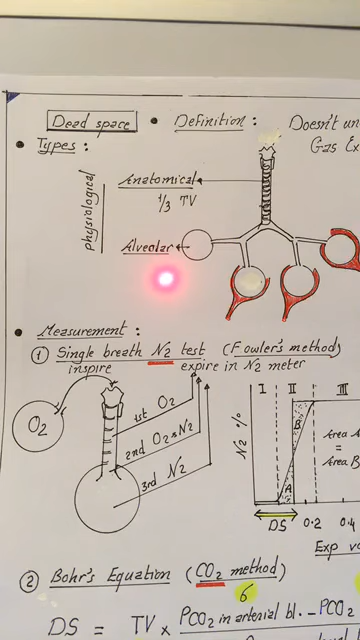 Dead space • Definition : Doesn't un
• Types : Gas Ex
physiological
Anatomical
1/3 TV
Alveolar
• Measurement :
① Single breath N2 test (Fowler's method)
inspire expire in N2 meter
O2
1st O2
2nd O2 & N2
3rd N2
N2 %
I II III
B
A
Area A
=
Area B
DS 0.2 0.4
Exp vo
② Bohr's Equation (CO2 method)
6
DS = TV x PCO2 in arterial bl. - PCO2